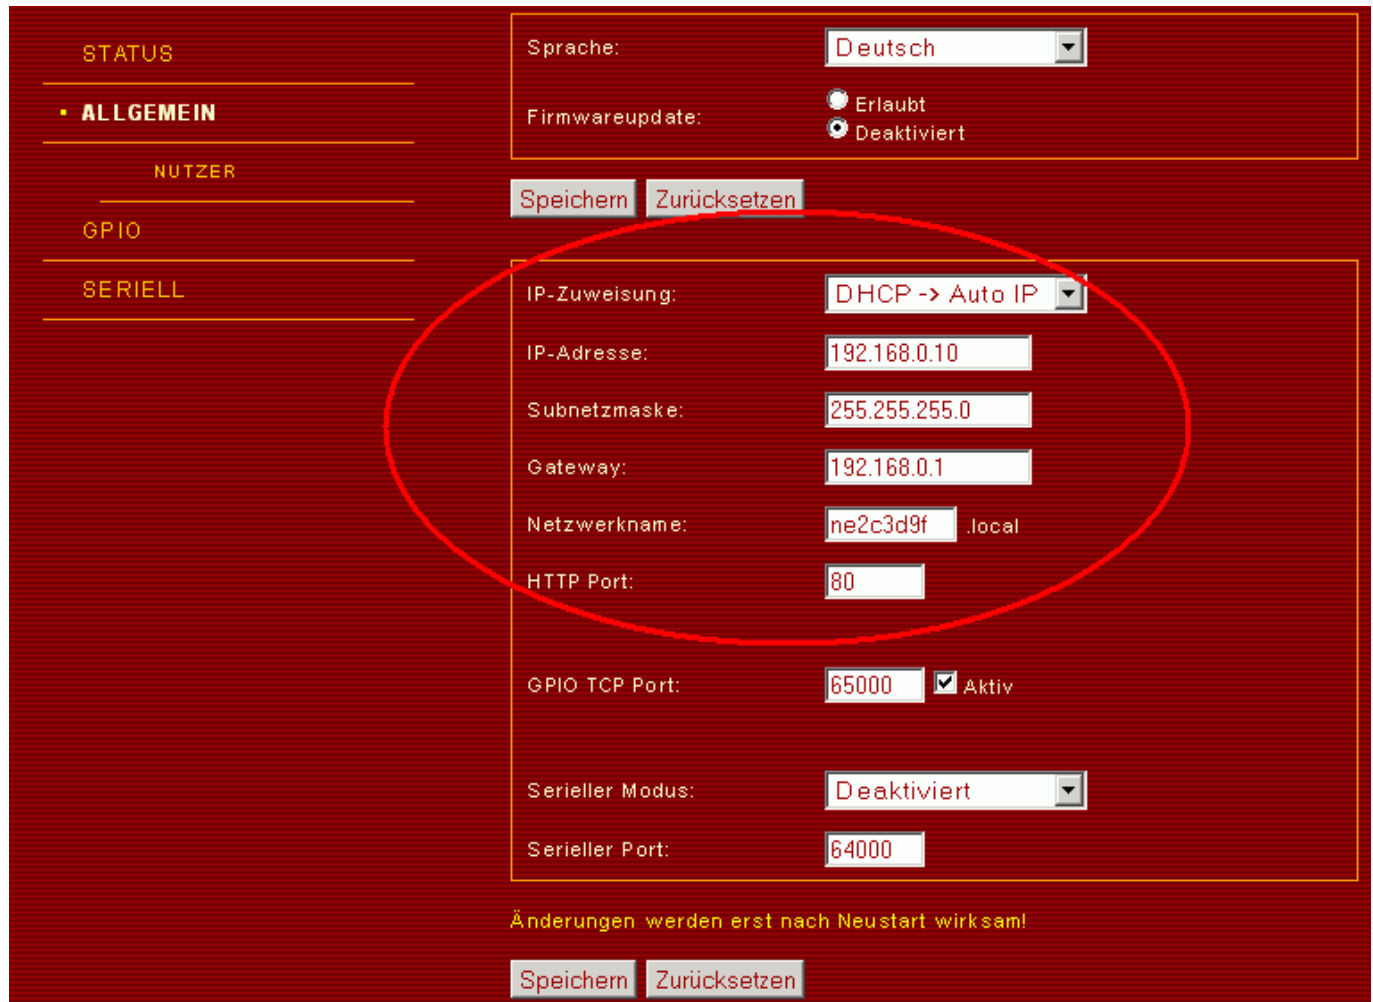 STATUS
ALLGEMEIN
NUTZER
GPIO
SERIELL
Sprache: Deutsch
Firmwareupdate: Erlaubt
Deaktiviert
Speichern Zurücksetzen
IP-Zuweisung: DHCP -> Auto IP
IP-Adresse: 192.168.0.10
Subnetzmaske: 255.255.255.0
Gateway: 192.168.0.1
Netzwerkname: ne2c3d9f .local
HTTP Port: 80
GPIO TCP Port: 65000 Aktiv
Serieller Modus: Deaktiviert
Serieller Port: 64000
Änderungen werden erst nach Neustart wirksam!
Speichern Zurücksetzen